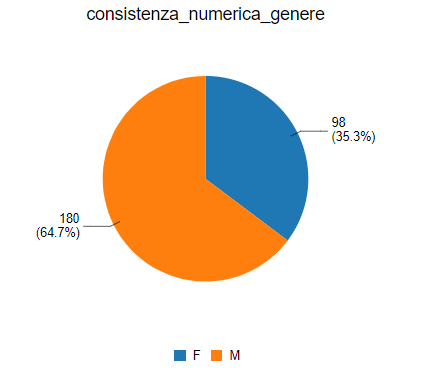 consistenza_numerica_genere
98
(35.3%)
180
(64.7%)
F M